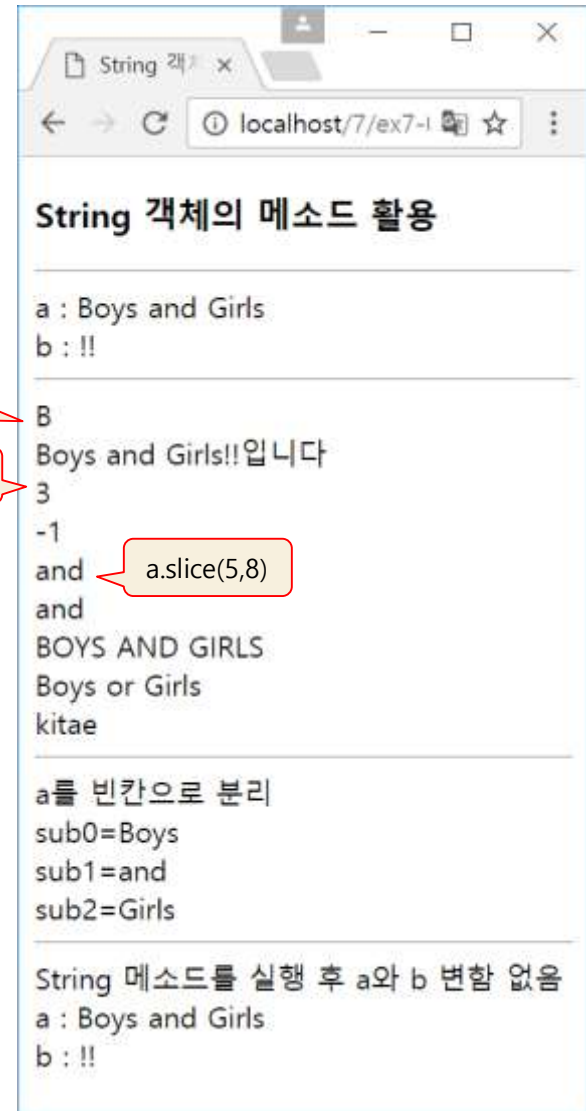 String 객체
localhost/7/ex7-
String 객체의 메소드 활용
a : Boys and Girls
b : !!
B
Boys and Girls!!입니다
3
-1
and
a.slice(5,8)
and
BOYS AND GIRLS
Boys or Girls
kitae
a를 빈칸으로 분리
sub0=Boys
sub1=and
sub2=Girls
String 메소드를 실행 후 a와 b 변함 없음
a : Boys and Girls
b : !!